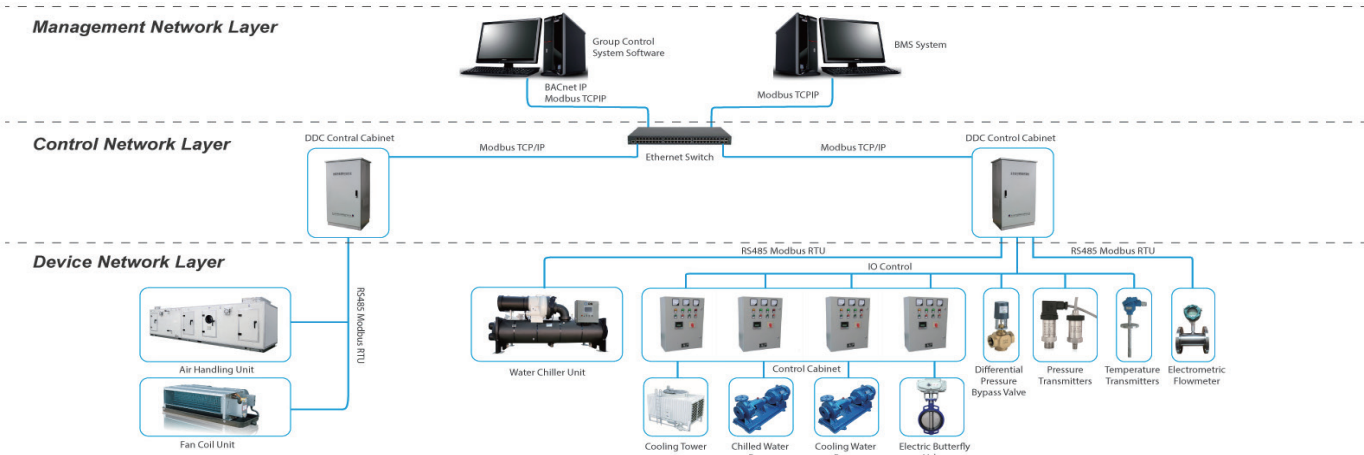 Management Network Layer
Group Control
System Software
BMS System
BACnet IP
Modbus TCPIP
Modbus TCPIP
Control Network Layer
DDC Contral Cabinet
Modbus TCP/IP
Ethernet Switch
Modbus TCP/IP
DDC Control Cabinet
Device Network Layer
RS485 Modbus RTU
RS485 Modbus RTU
IO Control
RS485 Modbus RTU
Air Handling Unit
Water Chiller Unit
Control Cabinet
Differential
Pressure
Bypass Valve
Pressure
Transmitters
Temperature
Transmitters
Electrometric
Flowmeter
Fan Coil Unit
Cooling Tower
Chilled Water
Cooling Water
Electric Butterfly